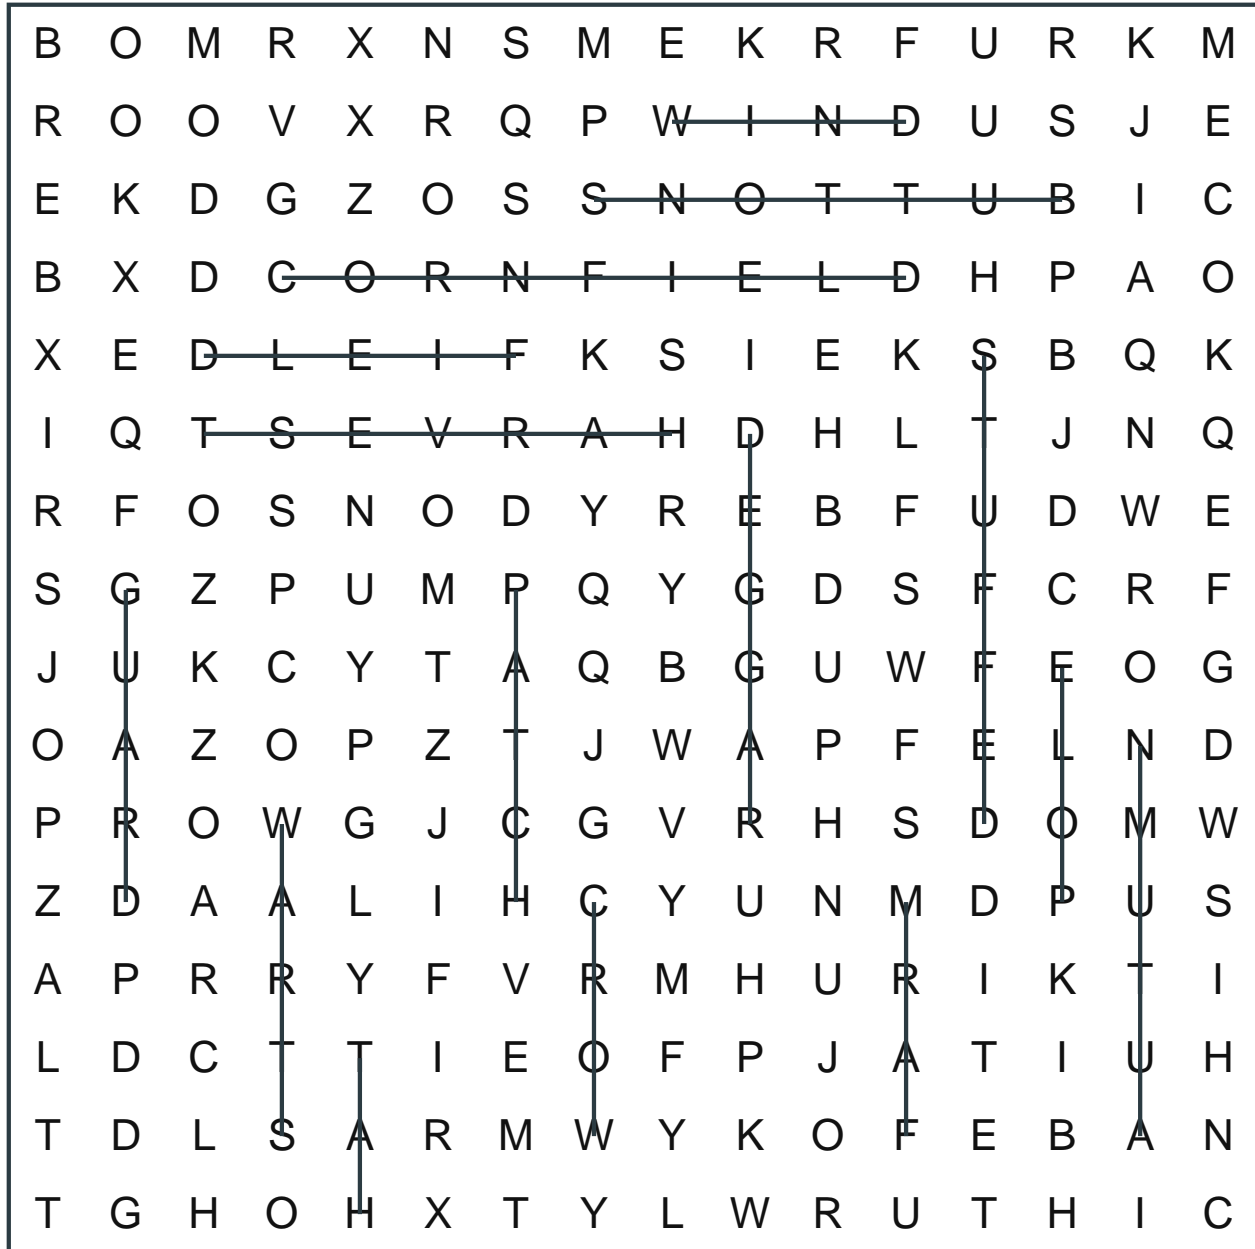 B O M R X N S M E K R F U R K M
R O O V X R Q P W I N D U S J E
E K D G Z O S S N O T T U B I C
B X D C O R N F I E L D H P A O
X E D L E I F K S I E K S B Q K
I Q T S E V R A H D H L T J N Q
R F O S N O D Y R E B F U D W E
S G Z P U M P Q Y G D S F C R F
J U K C Y T A Q B G U W F E O G
O A Z O P Z T J W A P F E L N D
P R O W G J C G V R H S D O M W
Z D A A L I H C Y U N M D P U S
A P R R Y F V R M H U R I K T I
L D C T T I E O F P J A T I U H
T D L S A R M W Y K O F E B A N
T G H O H X T Y L W R U T H I C